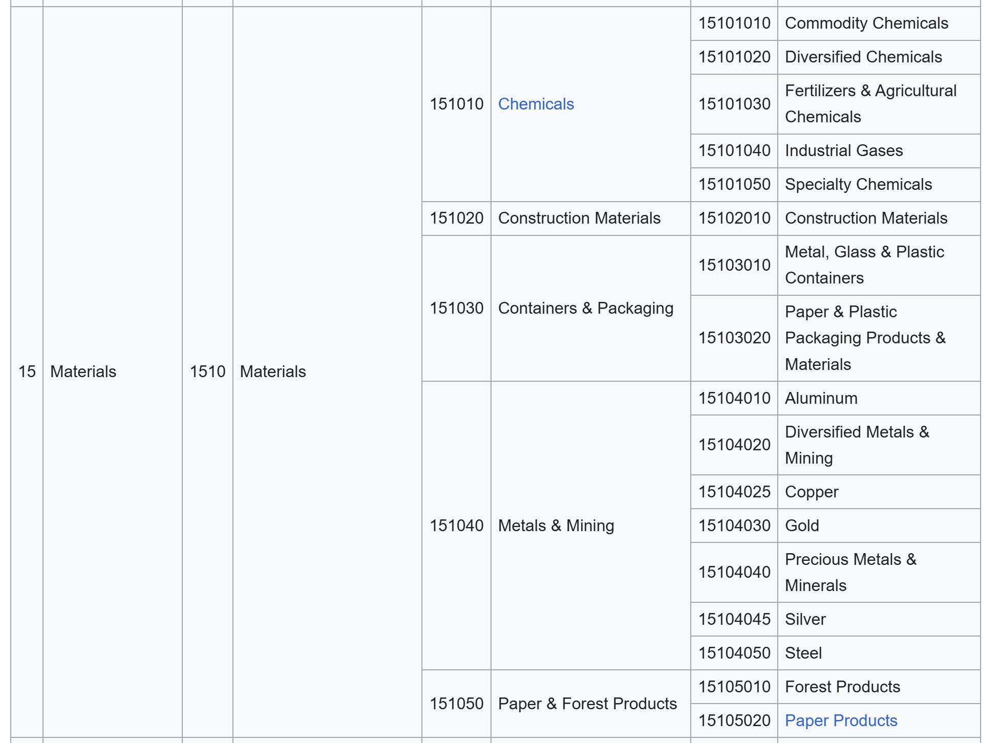 15101010 Commodity Chemicals
15101020 Diversified Chemicals
Fertilizers & Agricultural
151010 Chemicals 15101030
Chemicals
15101040 Industrial Gases
15101050 Specialty Chemicals
151020 Construction Materials 15102010 Construction Materials
Metal, Glass & Plastic
15103010
Containers
151030 Containers & Packaging
Paper & Plastic
15103020 Packaging Products &
Materials
15 Materials 1510 Materials
15104010 Aluminum
Diversified Metals &
15104020
Mining
15104025 Copper
151040 Metals & Mining 15104030 Gold
Precious Metals &
15104040
Minerals
15104045 Silver
15104050 Steel
15105010 Forest Products
151050 Paper & Forest Products
15105020 Paper Products